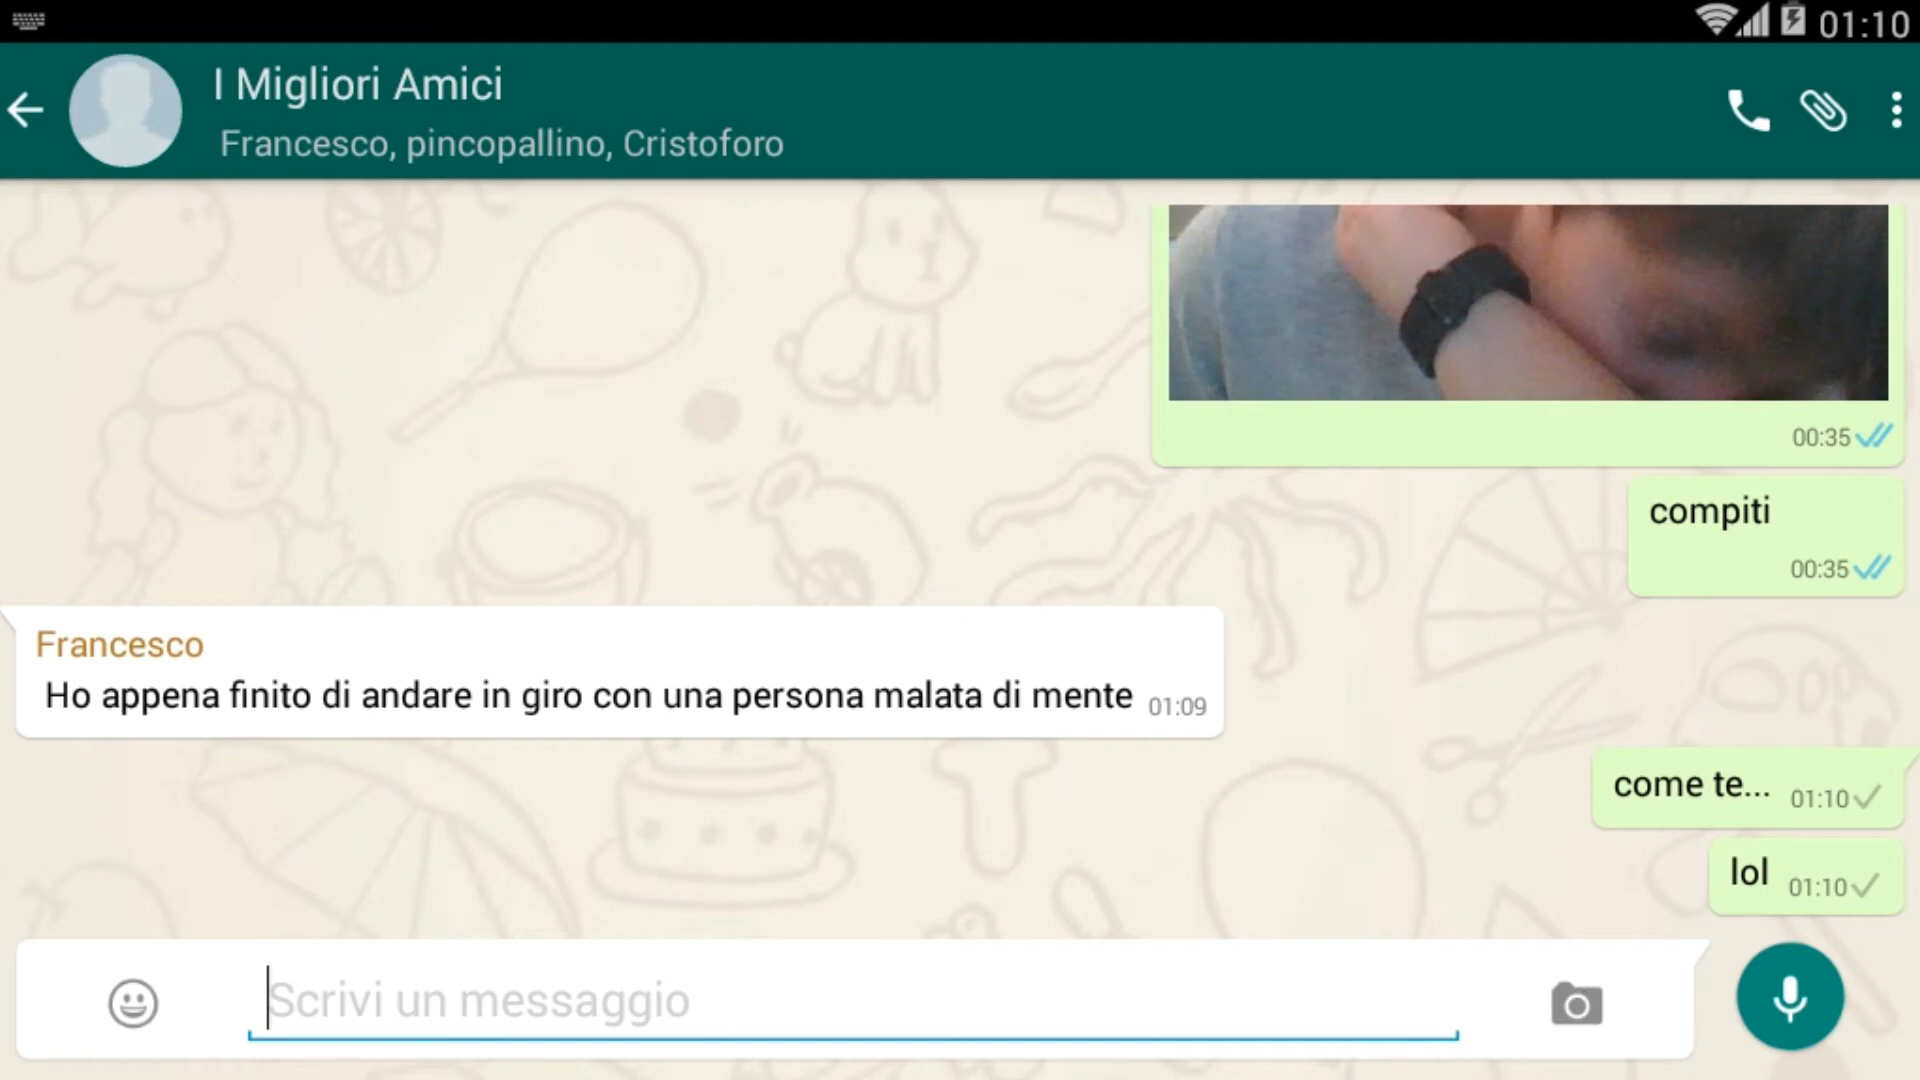 01:10
I Migliori Amici
Francesco, pincopallino, Cristoforo
00:35
compiti
00:35
Francesco
Ho appena finito di andare in giro con una persona malata di mente 01:09
come te... 01:10
lol 01:10
Scrivi un messaggio